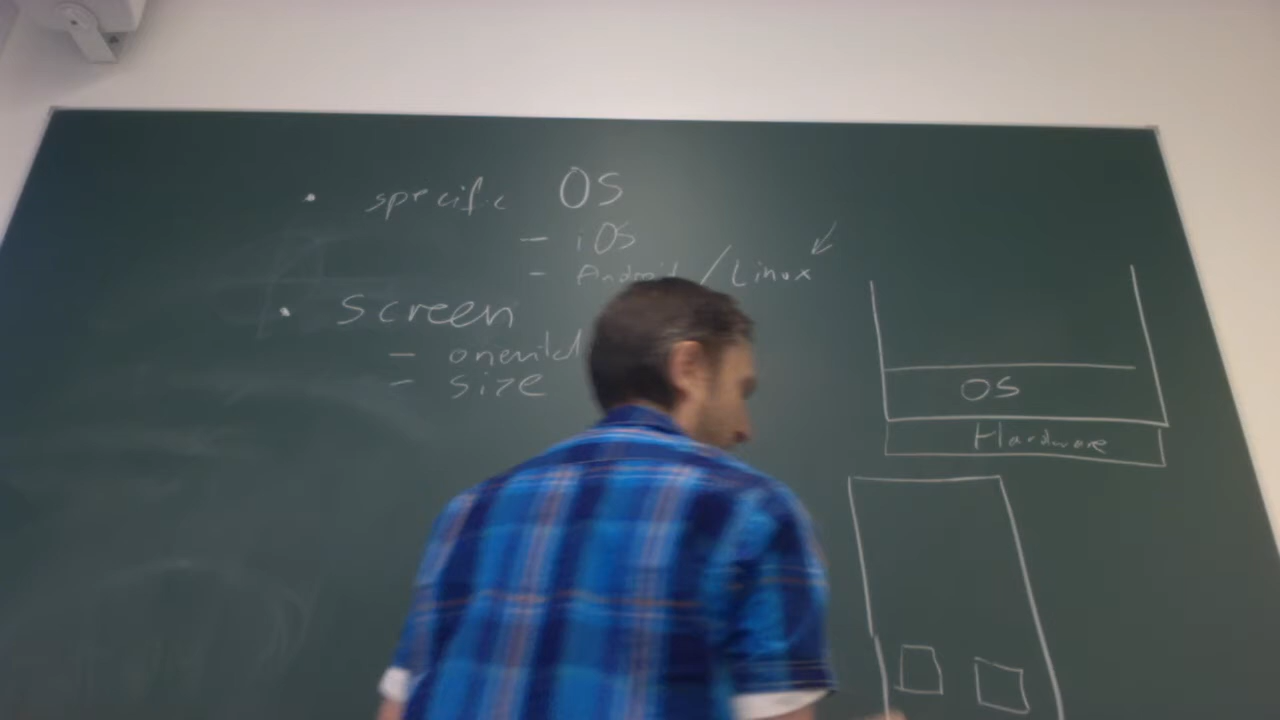 • specific OS
- iOS
- Android / Linux
• Screen
-
- size
OS
Hardware